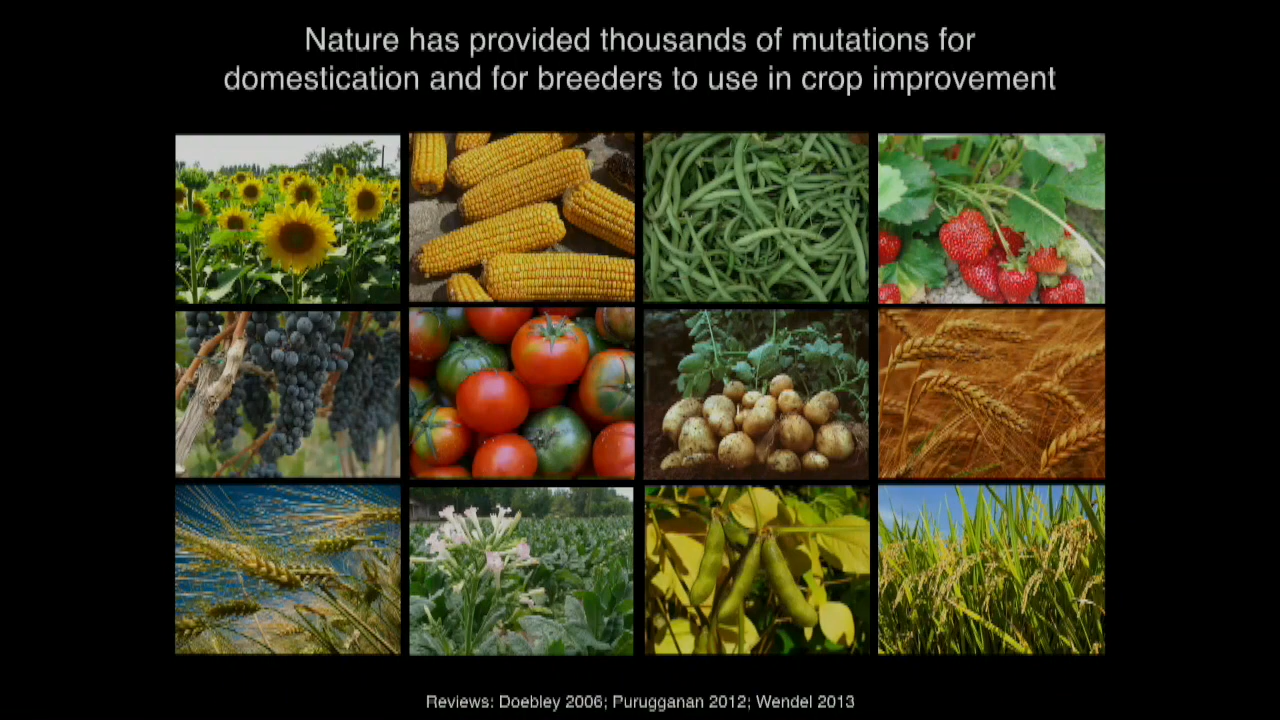 Nature has provided thousands of mutations for
domestication and for breeders to use in crop improvement
Reviews: Doebley 2006; Purugganan 2012; Wendel 2013